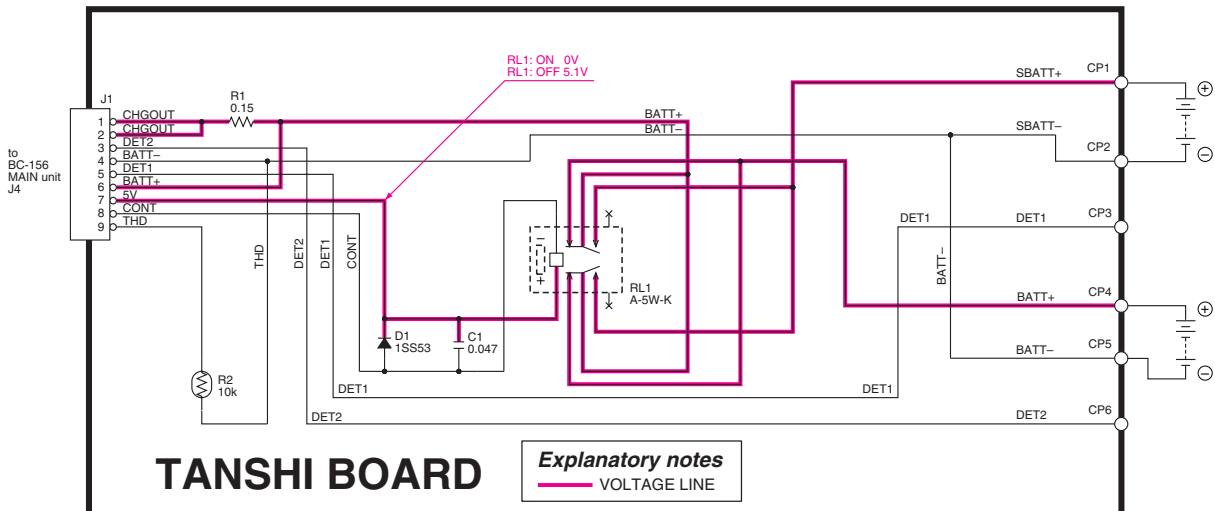 RL1: ON 0V
RL1: OFF 5.1V
J1
R1
0.15
1 CHGOUT
2 CHGOUT
3 DET2
4 BATT–
5 DET1
6 BATT+
7 5V
8 CONT
9 THD
to
BC-156
MAIN unit
J4
BATT+
BATT–
SBATT+
CP1
+
SBATT–
–
CP2
DET1
DET1
CP3
THD
DET2
DET1
CONT
BATT–
–
+
RL1
A-5W-K
BATT+
CP4
+
D1
1SS53
C1
0.047
BATT–
CP5
–
R2
10k
DET1
DET1
DET2
DET2
CP6
TANSHI BOARD
Explanatory notes
VOLTAGE LINE